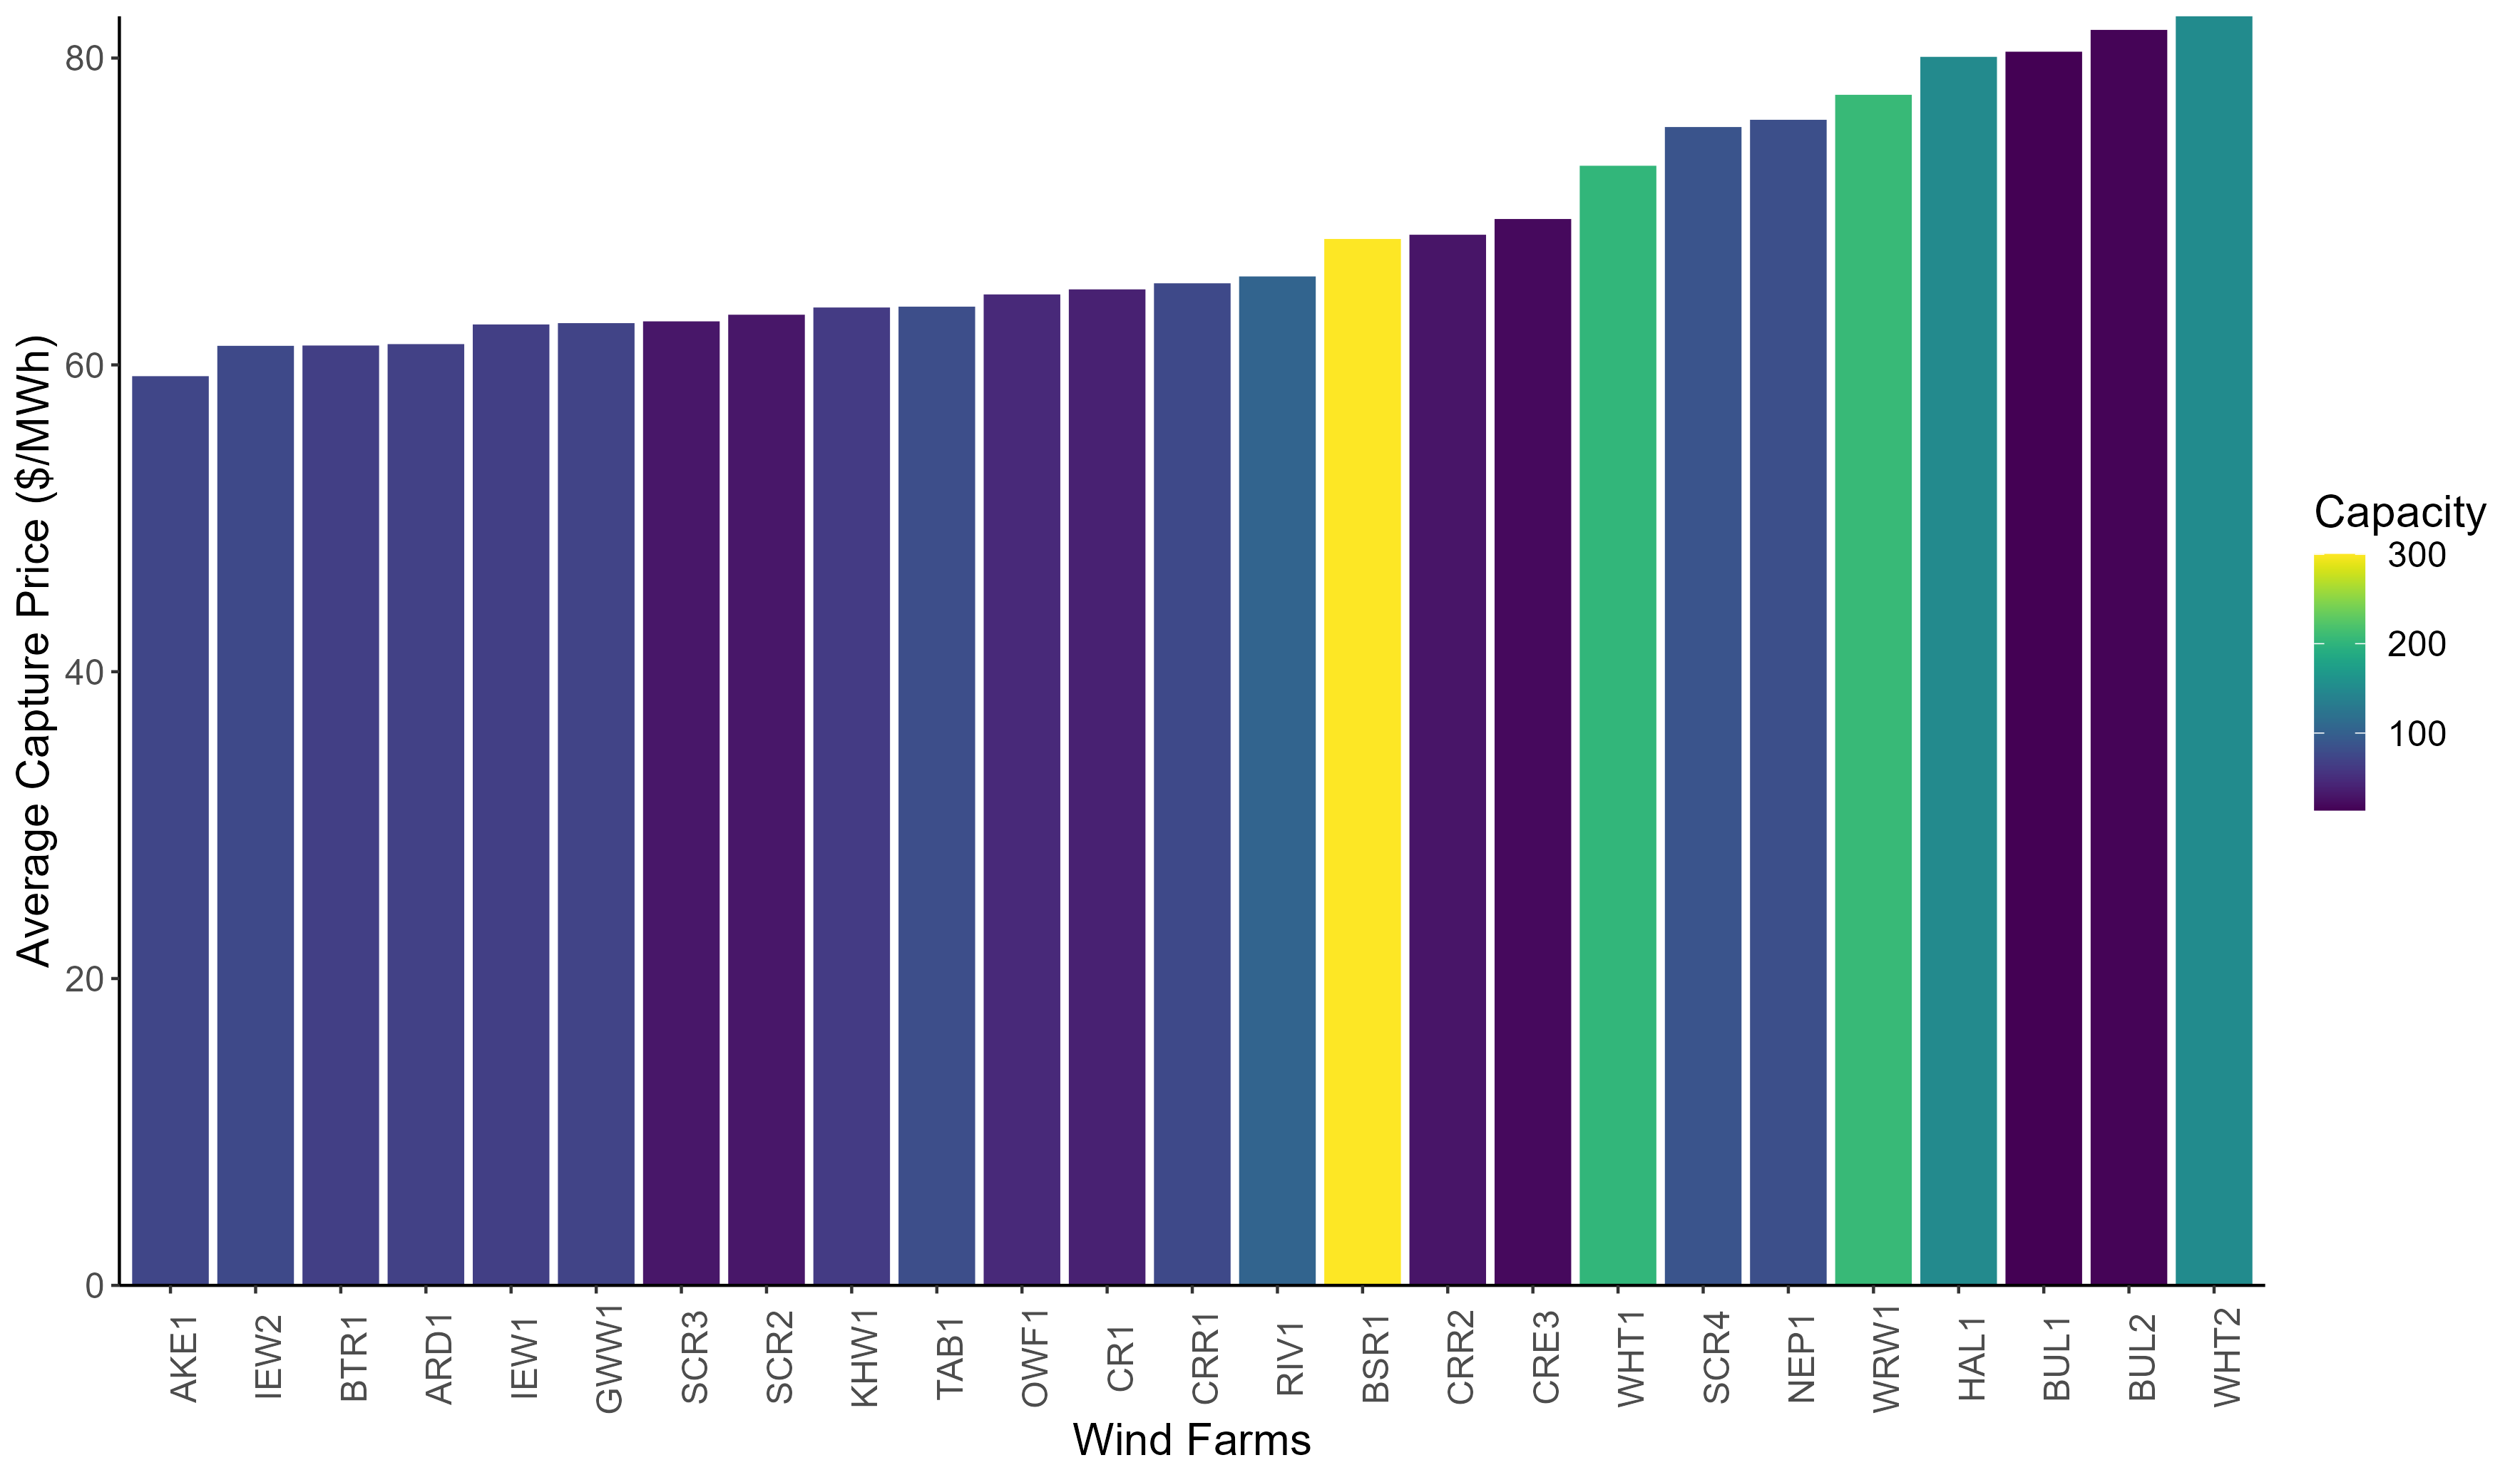 Average Capture Price ($/MWh)
80
60
40
20
0
AKE1
IEW2
BTR1
ARD1
IEW1
GWW1
SCR3
SCR2
KHW1
TAB1
OWF1
CR1
CRR1
RIV1
BSR1
CRR2
CRE3
WHT1
SCR4
NEP1
WRW1
HAL1
BUL1
BUL2
WHT2
Wind Farms
Capacity
300
200
100